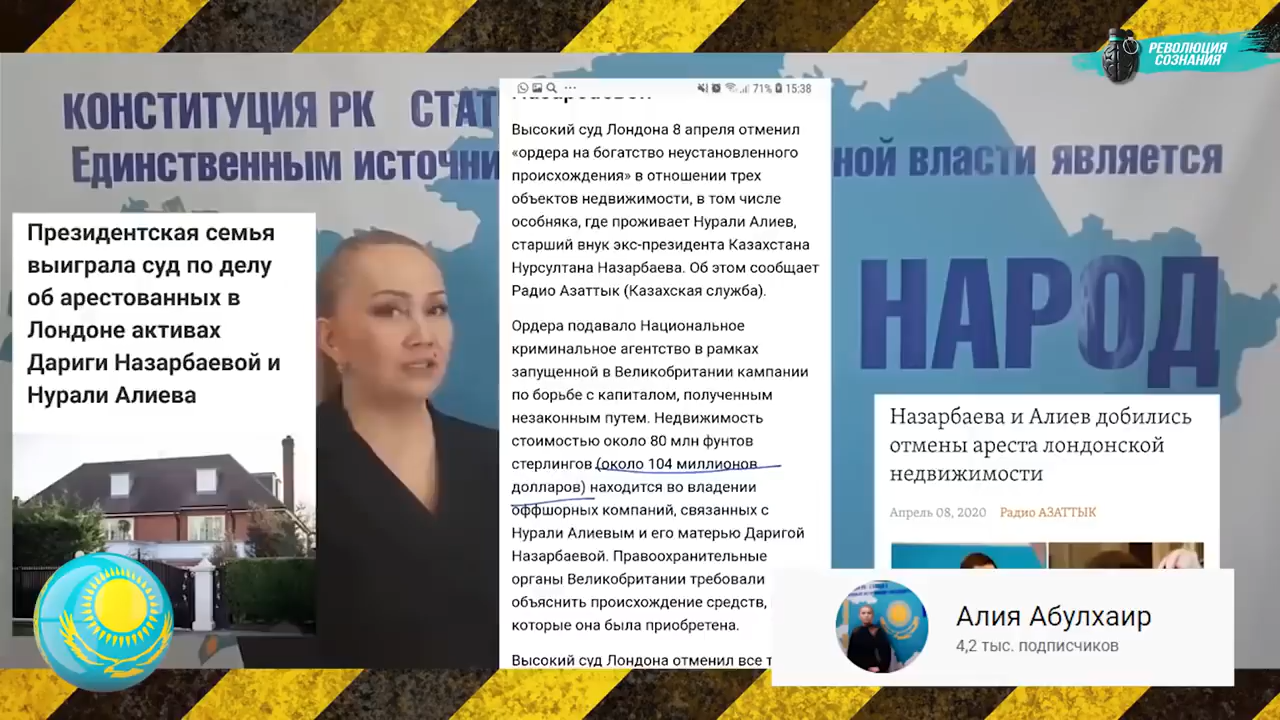 РЕВОЛЮЦИЯ
СОЗНАНИЯ
КОНСТИТУЦИЯ РК СТАТ
Единственным источни
ной власти является
НАРОД
Президентская семья
выиграла суд по делу
об арестованных в
Лондоне активах
Дариги Назарбаевой и
Нурали Алиева
71% 15:38
Высокий суд Лондона 8 апреля отменил
«ордера на богатство неустановленного
происхождения» в отношении трех
объектов недвижимости, в том числе
особняка, где проживает Нурали Алиев,
старший внук экс-президента Казахстана
Нурсултана Назарбаева. Об этом сообщает
Радио Азаттык (Казахская служба).
Ордера подавало Национальное
криминальное агентство в рамках
запущенной в Великобритании кампании
по борьбе с капиталом, полученным
незаконным путем. Недвижимость
стоимостью около 80 млн фунтов
стерлингов (около 104 миллионов
долларов) находится во владении
оффшорных компаний, связанных с
Нурали Алиевым и его матерью Даригой
Назарбаевой. Правоохранительные
органы Великобритании требовали
объяснить происхождение средств,
которые она была приобретена.
Высокий суд Лондона отменил все т
Назарбаева и Алиев добились
отмены ареста лондонской
недвижимости
Апрель 08, 2020 Радио АЗАТТЫК
Алия Абулхаир
4,2 тыс. подписчиков